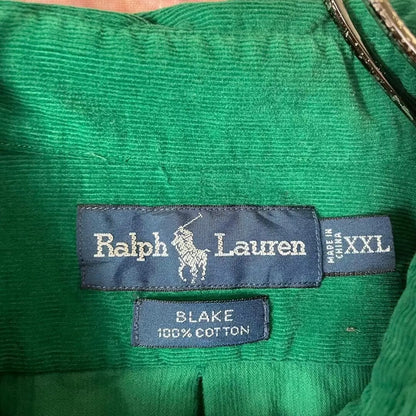 Ralph Lauren
MADE IN
CHINA
XXL
BLAKE
100% COTTON